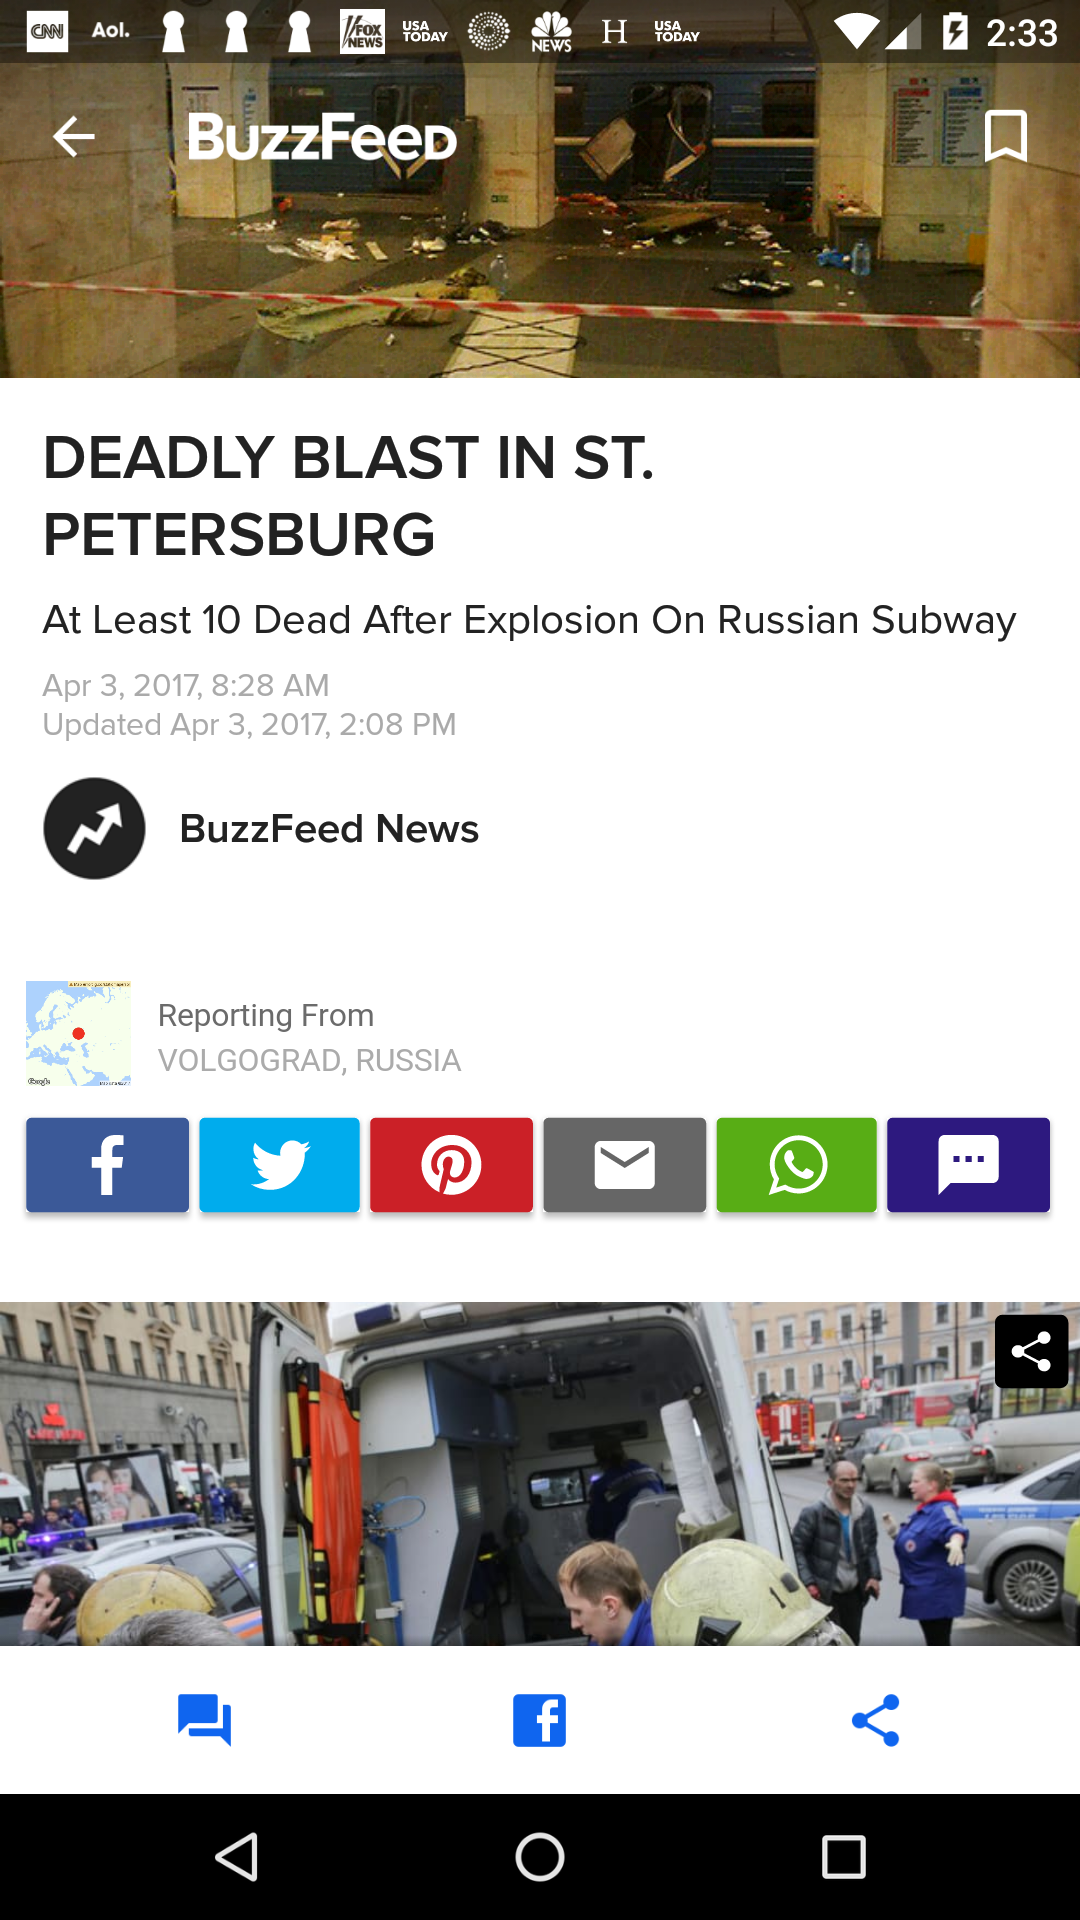 CNN Aol. FOX NEWS USA TODAY NEWS H USA TODAY 2:33
BuzzFeed
DEADLY BLAST IN ST.
PETERSBURG
At Least 10 Dead After Explosion On Russian Subway
Apr 3, 2017, 8:28 AM
Updated Apr 3, 2017, 2:08 PM
BuzzFeed News
Reporting From
VOLGOGRAD, RUSSIA
Google